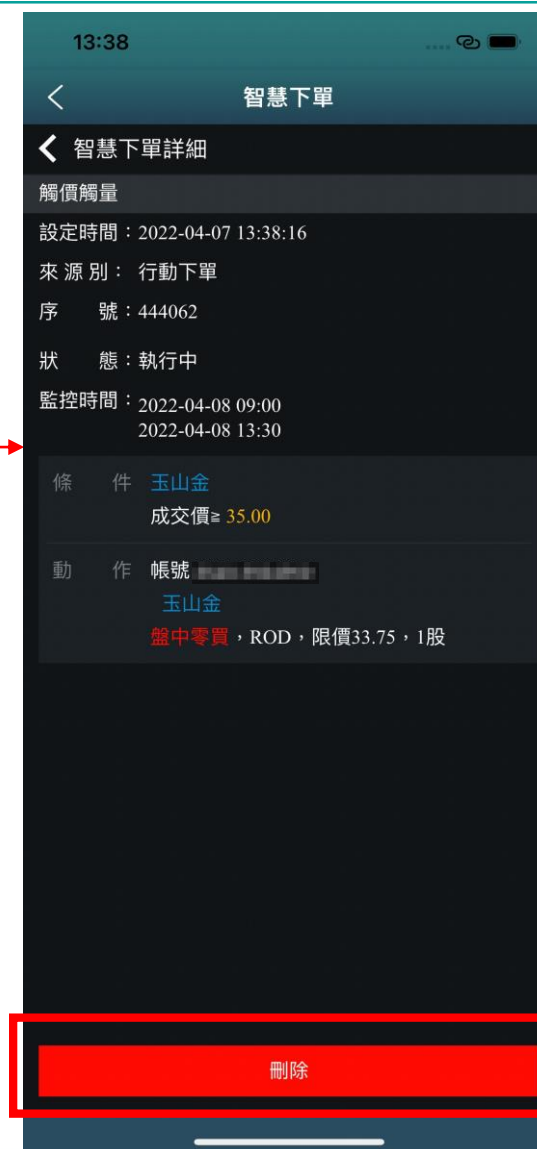 13:38
智慧下單
智慧下單詳細
觸價觸量
設定時間：2022-04-07 13:38:16
來 源 別： 行動下單
序 號：444062
狀 態：執行中
監控時間：2022-04-08 09:00
2022-04-08 13:30
條 件 玉山金
成交價≧ 35.00
動 作 帳號
玉山金
盤中零買，ROD，限價33.75，1股
刪除